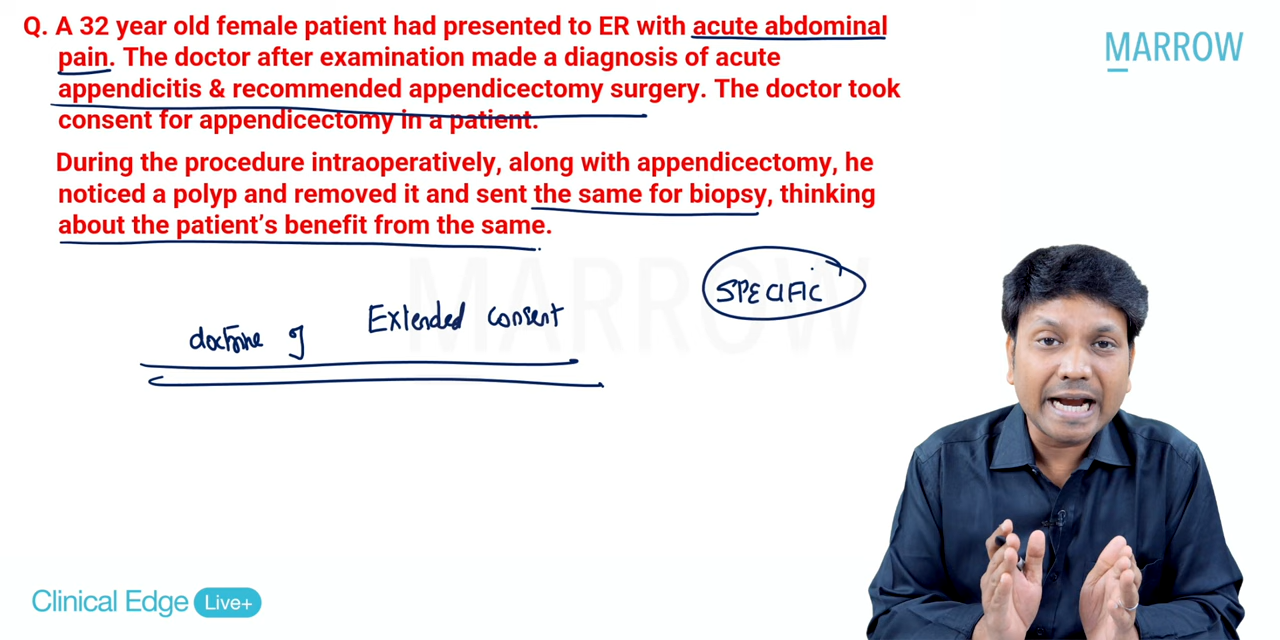 Q. A 32 year old female patient had presented to ER with acute abdominal
pain. The doctor after examination made a diagnosis of acute
appendicitis & recommended appendicectomy surgery. The doctor took
consent for appendicectomy in a patient.
During the procedure intraoperatively, along with appendicectomy, he
noticed a polyp and removed it and sent the same for biopsy, thinking
about the patient's benefit from the same.
MARROW
SPECIFIC
doctrine of Extended consent
MARROW
Clinical Edge Live+